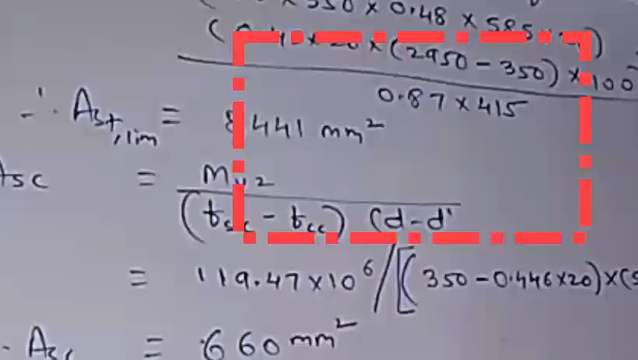 × 350 × 0.48 × 585
× 20 × (2950 - 350) × 100
0.87 × 415
∴ Ast,lim = 8441 mm²
Asc = Mu2
(fsc - fcc) (d-d'
= 119.47 × 10⁶ / [(350 - 0.446 × 20) × (5
Asc = 660 mm²